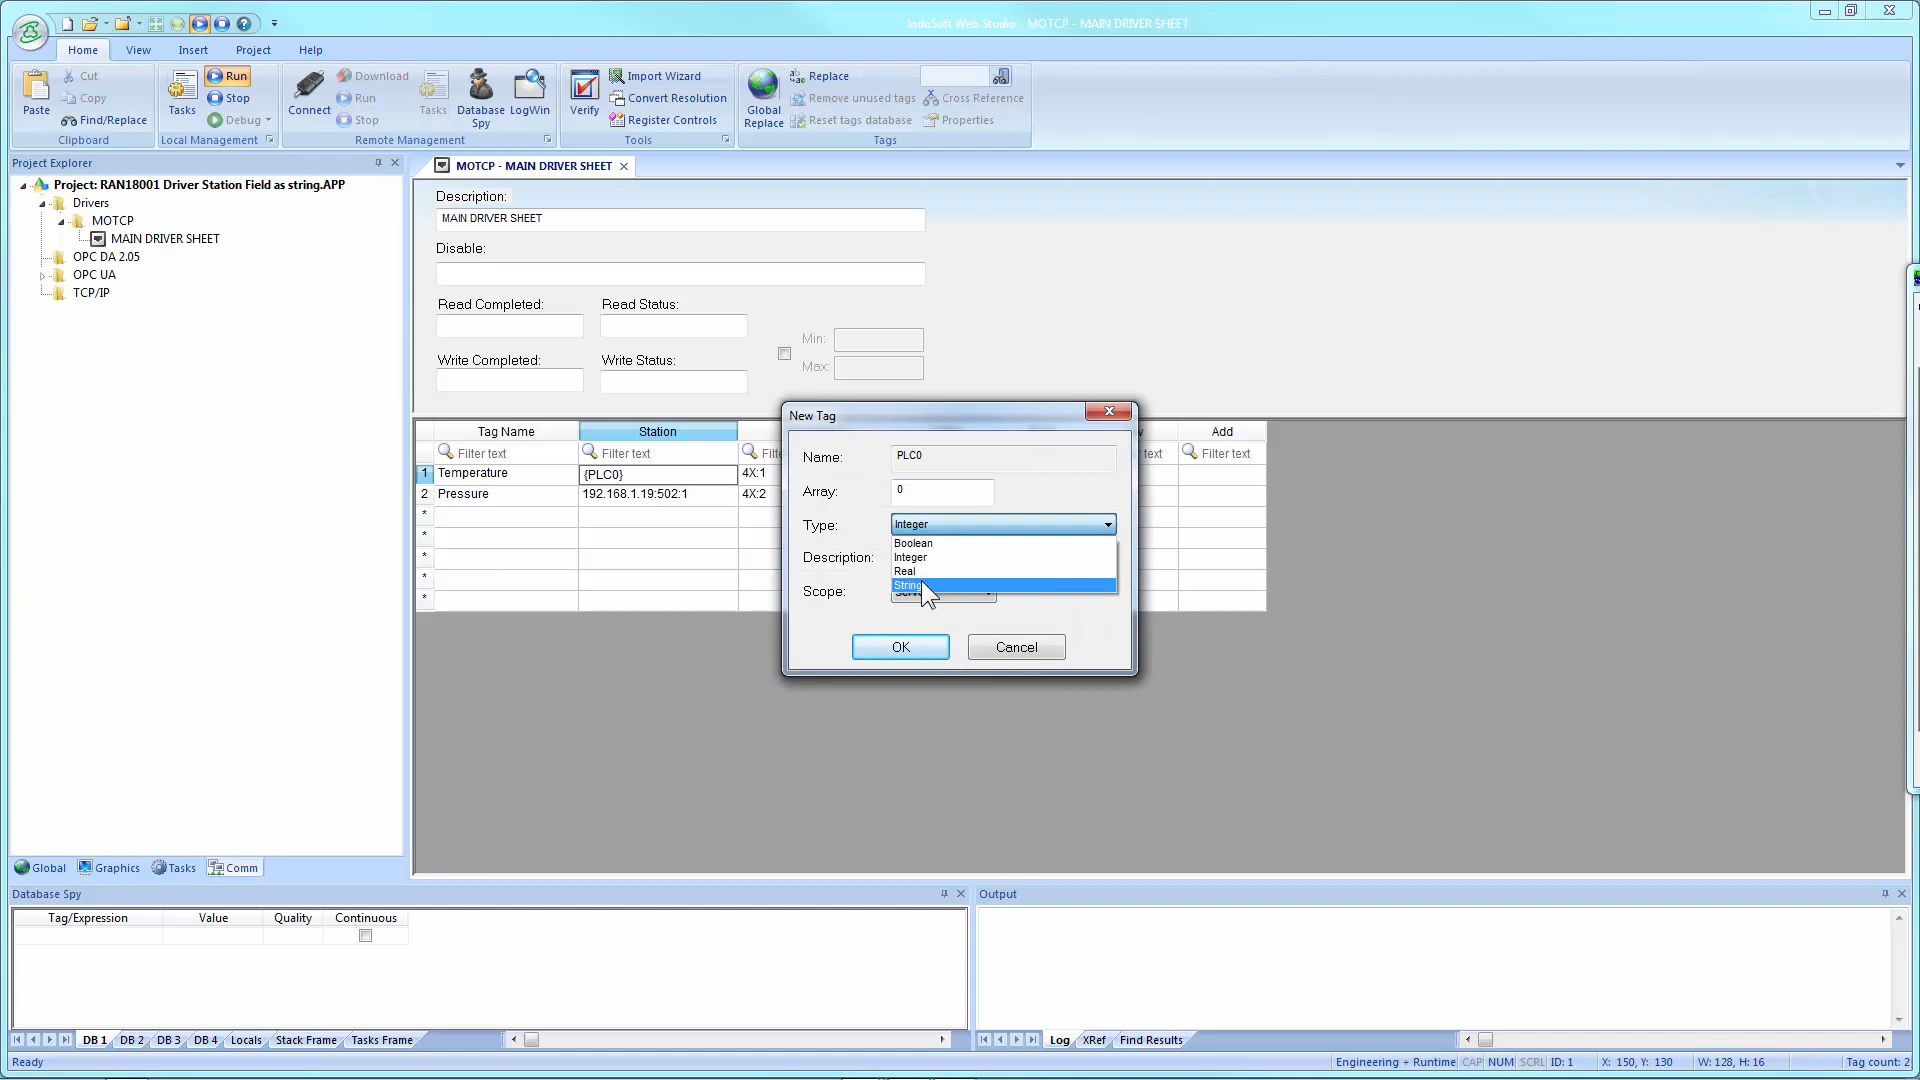 InduSoft Web Studio - MOTCP - MAIN DRIVER SHEET
Home View Insert Project Help
Paste
Cut
Copy
Find/Replace
Clipboard
Tasks
Run
Stop
Debug
Local Management
Connect
Download
Run
Stop
Tasks
Database Spy
LogWin
Remote Management
Verify
Import Wizard
Convert Resolution
Register Controls
Tools
Global Replace
Replace
Remove unused tags
Reset tags database
Cross Reference
Properties
Tags
Project Explorer
Project: RAN18001 Driver Station Field as string.APP
Drivers
MOTCP
MAIN DRIVER SHEET
OPC DA 2.05
OPC UA
TCP/IP
Global Graphics Tasks Comm
MOTCP - MAIN DRIVER SHEET
Description:
MAIN DRIVER SHEET
Disable:
Read Completed: Read Status:
Write Completed: Write Status:
Min:
Max:
Tag Name Station Add
Filter text Filter text Filter text
1 Temperature {PLC0} 4X:1
2 Pressure 192.168.1.19:502:1 4X:2
*
*
*
*
*
New Tag
Name: PLC0
Array: 0
Type: Integer
Boolean
Integer
Real
String
Description:
Scope:
OK Cancel
Database Spy
Tag/Expression Value Quality Continuous
DB 1 DB 2 DB 3 DB 4 Locals Stack Frame Tasks Frame
Output
Log XRef Find Results
Ready
Engineering + Runtime CAP NUM SCRL ID: 1 X: 150, Y: 130 W: 128, H: 16 Tag count: 2